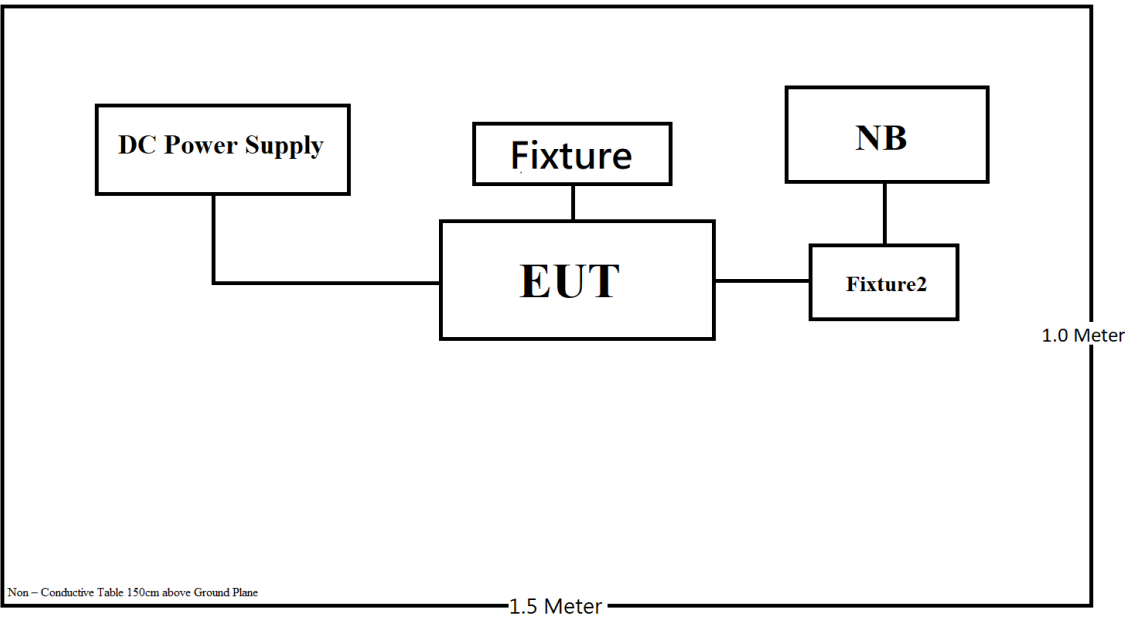 DC Power Supply
Fixture
NB
EUT
Fixture2
1.0 Meter
Non – Conductive Table 150cm above Ground Plane
1.5 Meter